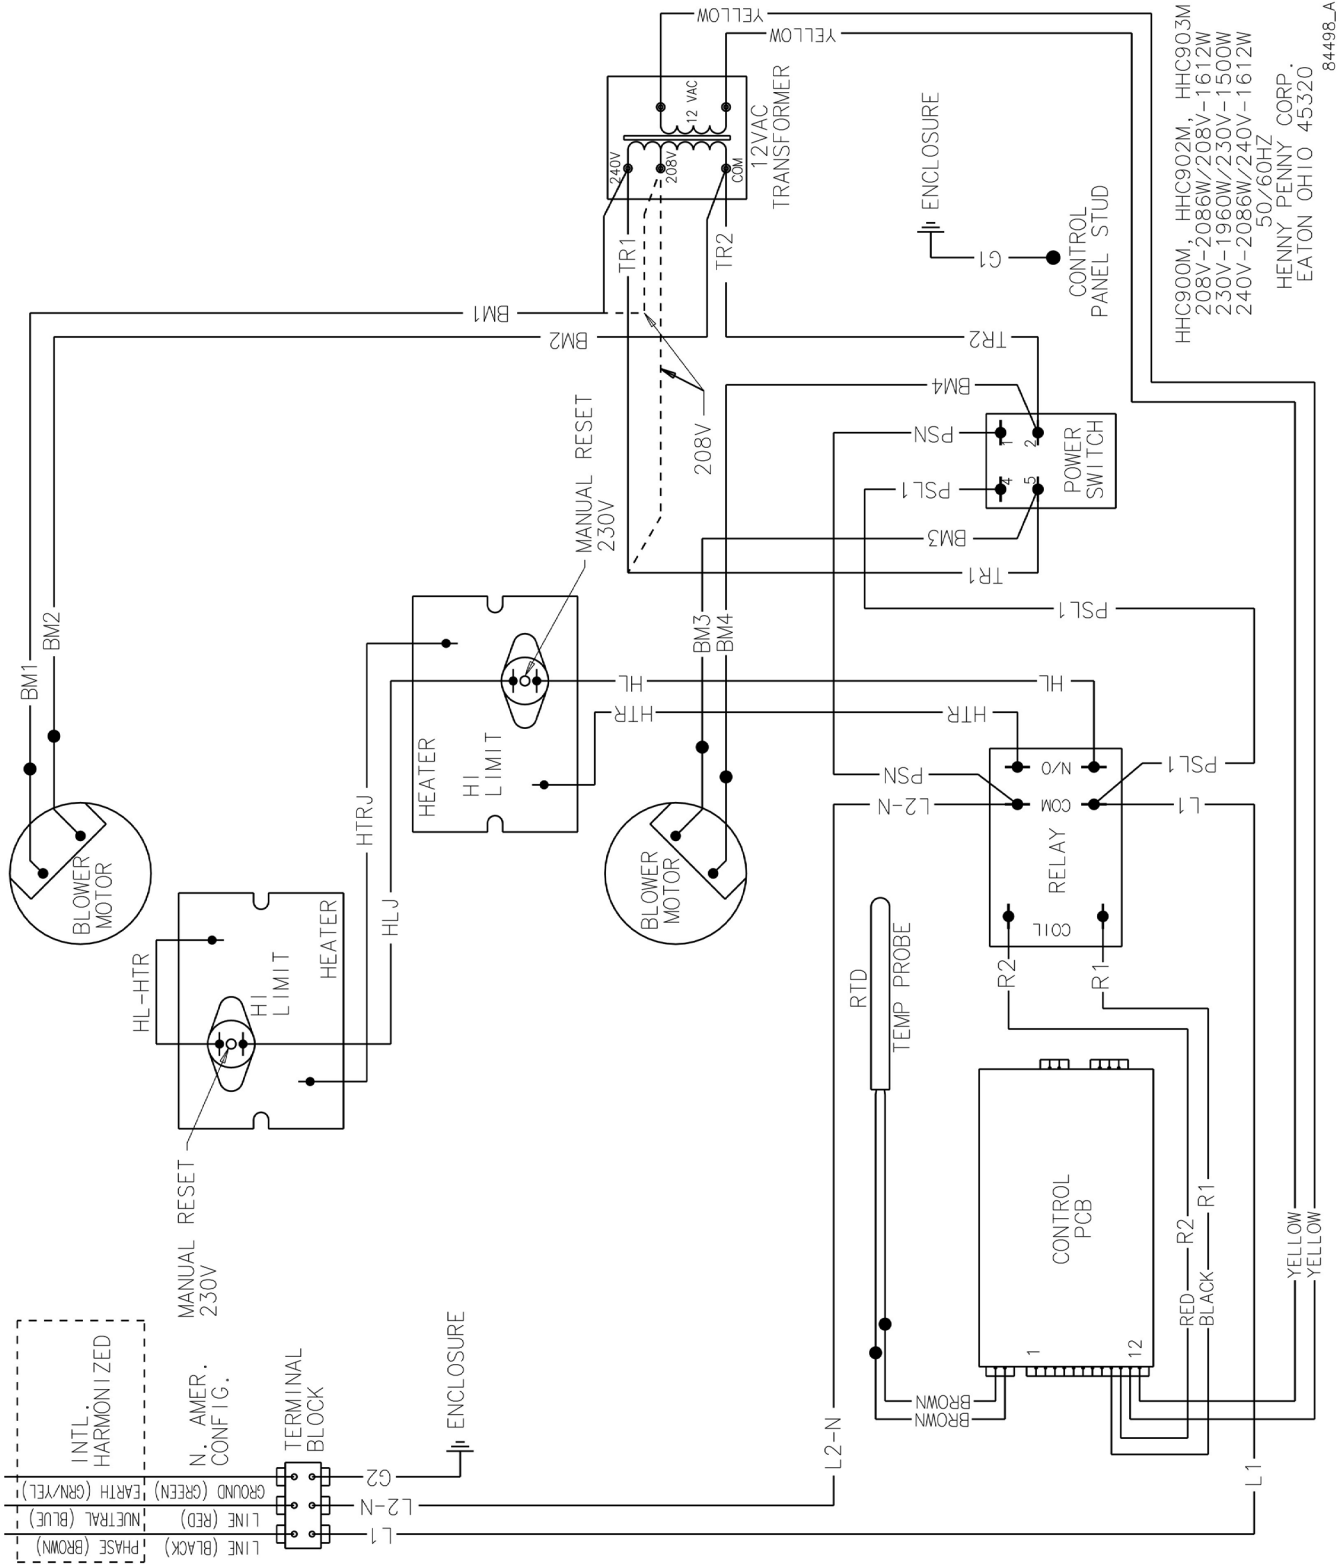 YELLOW
YELLOW
12 VAC
240V
208V
COM
12VAC
TRANSFORMER
TR1
TR2
BM1
BM2
208V
ENCLOSURE
G1
CONTROL
PANEL STUD
HHC900M, HHC902M, HHC903M
208V-2086W/208V-1612W
230V-1960W/230V-1500W
240V-2086W/240V-1612W
50/60HZ
HENNY PENNY CORP.
EATON OHIO 45320
84498_A
TR2
BM4
PSN
PSL1
BM3
TR1
PSL1
1
2
4
5
POWER
SWITCH
MANUAL RESET
230V
BM1
BM2
BLOWER
MOTOR
HEATER
HI
LIMIT
HTRJ
HLJ
BM3
BM4
HL
HTR
HL
HTR
BLOWER
MOTOR
PSN
L2-N
PSL1
L1
N/O
COM
RELAY
COIL
R2
R1
HL-HTR
HI
LIMIT
HEATER
MANUAL RESET
230V
RTD
TEMP PROBE
CONTROL
PCB
1
12
BROWN
BROWN
RED
R2
BLACK
R1
YELLOW
YELLOW
L2-N
L1
INTL.
HARMONIZED
N. AMER.
CONFIG.
TERMINAL
BLOCK
EARTH (GRN/YEL)
NUETRAL (BLUE)
PHASE (BROWN)
GROUND (GREEN)
LINE (RED)
LINE (BLACK)
G2
L2-N
L1
ENCLOSURE